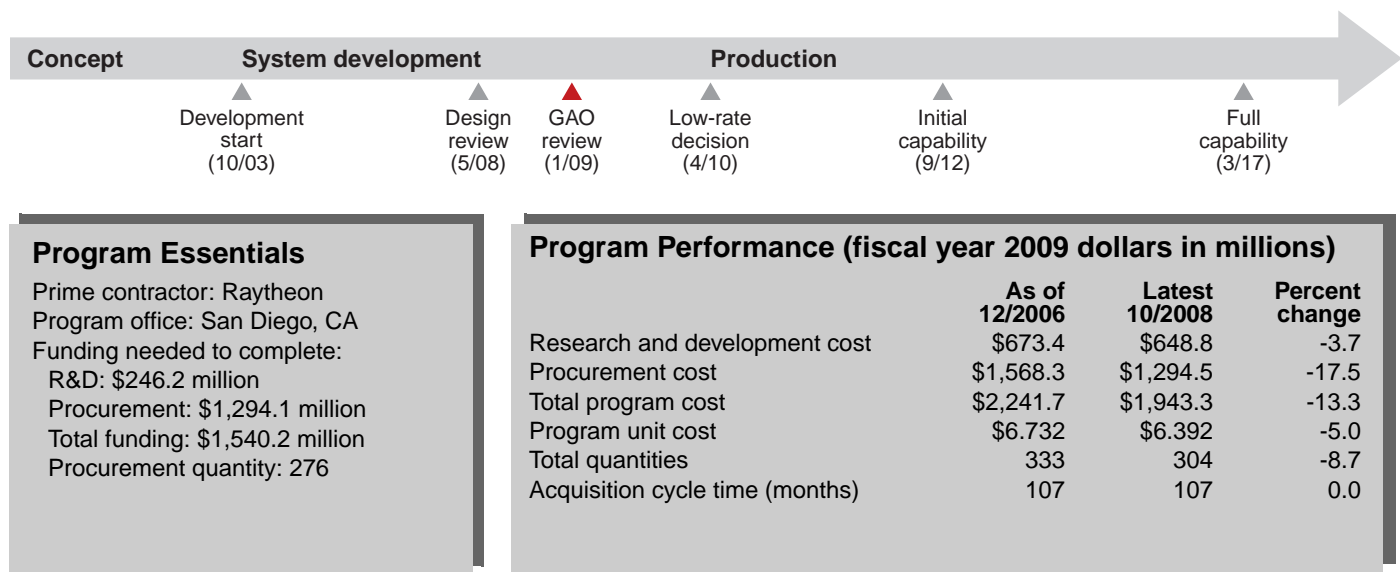 Concept System development Production
Development start (10/03)
Design review (5/08)
GAO review (1/09)
Low-rate decision (4/10)
Initial capability (9/12)
Full capability (3/17)
Program Essentials
Prime contractor: Raytheon
Program office: San Diego, CA
Funding needed to complete:
R&D: $246.2 million
Procurement: $1,294.1 million
Total funding: $1,540.2 million
Procurement quantity: 276
Program Performance (fiscal year 2009 dollars in millions)
As of 12/2006 Latest 10/2008 Percent change
Research and development cost $673.4 $648.8 -3.7
Procurement cost $1,568.3 $1,294.5 -17.5
Total program cost $2,241.7 $1,943.3 -13.3
Program unit cost $6.732 $6.392 -5.0
Total quantities 333 304 -8.7
Acquisition cycle time (months) 107 107 0.0